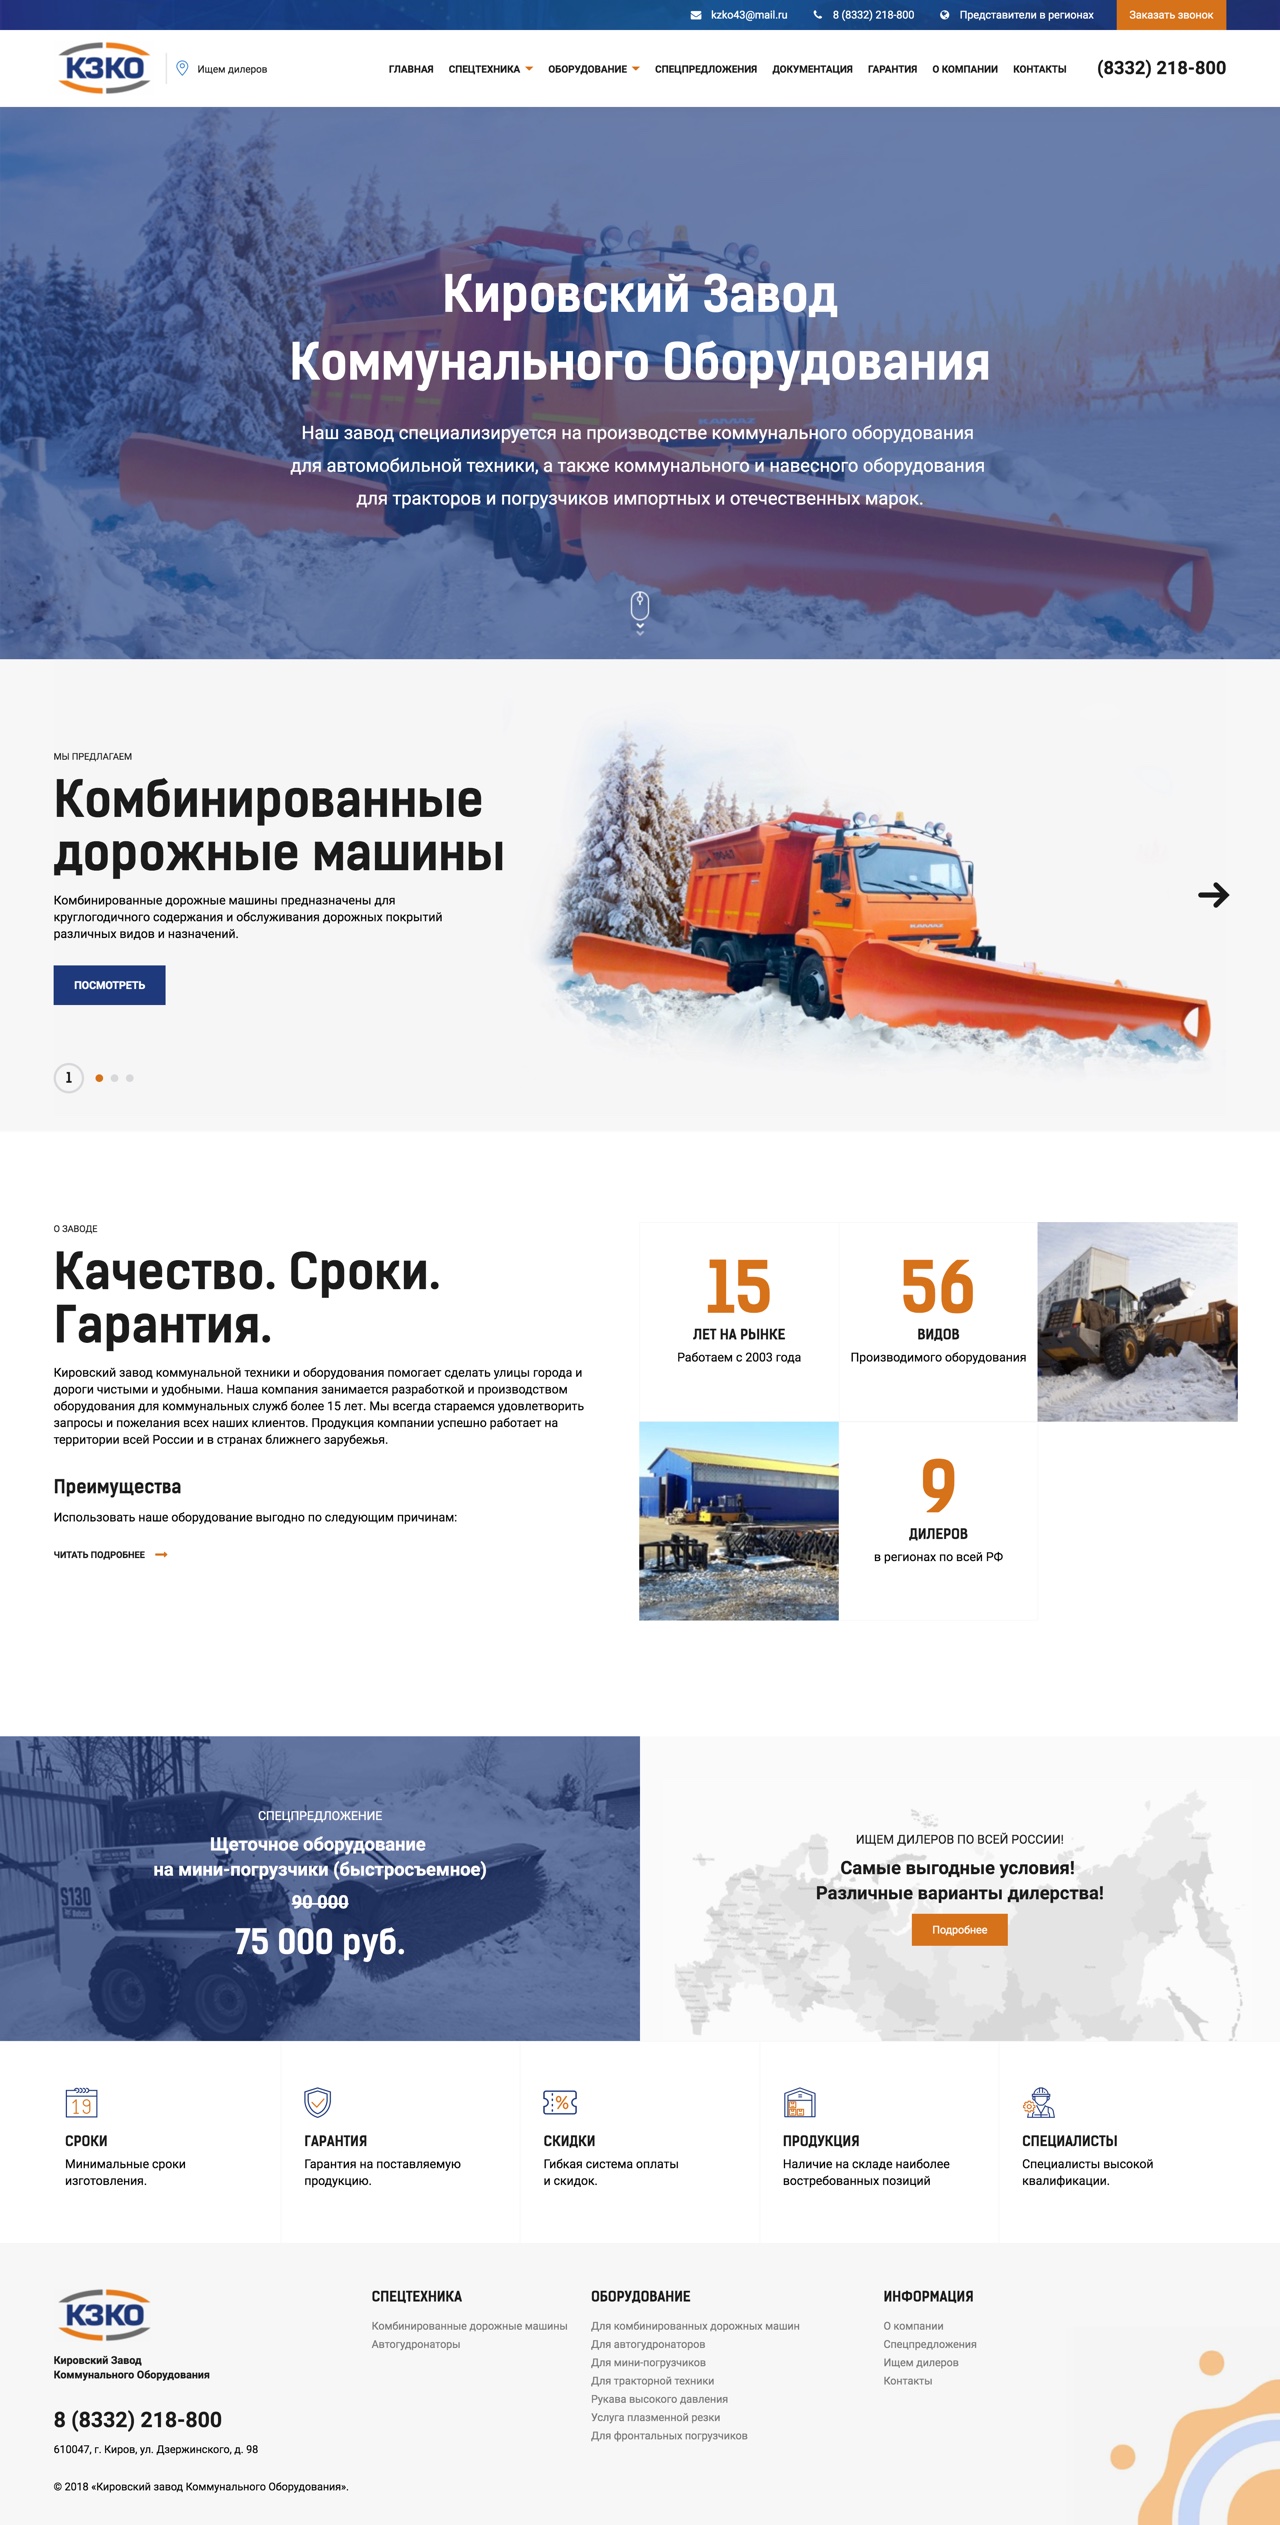 kzko43@mail.ru
8 (8332) 218-800
Представители в регионах
Заказать звонок
КЗКО
Ищем дилеров
ГЛАВНАЯ
СПЕЦТЕХНИКА
ОБОРУДОВАНИЕ
СПЕЦПРЕДЛОЖЕНИЯ
ДОКУМЕНТАЦИЯ
ГАРАНТИЯ
О КОМПАНИИ
КОНТАКТЫ
(8332) 218-800
Кировский Завод
Коммунального Оборудования
Наш завод специализируется на производстве коммунального оборудования
для автомобильной техники, а также коммунального и навесного оборудования
для тракторов и погрузчиков импортных и отечественных марок.
МЫ ПРЕДЛАГАЕМ
Комбинированные
дорожные машины
Комбинированные дорожные машины предназначены для
круглогодичного содержания и обслуживания дорожных покрытий
различных видов и назначений.
ПОСМОТРЕТЬ
1
О ЗАВОДЕ
Качество. Сроки.
Гарантия.
Кировский завод коммунальной техники и оборудования помогает сделать улицы города и
дороги чистыми и удобными. Наша компания занимается разработкой и производством
оборудования для коммунальных служб более 15 лет. Мы всегда стараемся удовлетворить
запросы и пожелания всех наших клиентов. Продукция компании успешно работает на
территории всей России и в странах ближнего зарубежья.
Преимущества
Использовать наше оборудование выгодно по следующим причинам:
ЧИТАТЬ ПОДРОБНЕЕ
15
ЛЕТ НА РЫНКЕ
Работаем с 2003 года
56
ВИДОВ
Производимого оборудования
9
ДИЛЕРОВ
в регионах по всей РФ
СПЕЦПРЕДЛОЖЕНИЕ
Щеточное оборудование
на мини-погрузчики (быстросъемное)
90 000
75 000 руб.
S130
ИЩЕМ ДИЛЕРОВ ПО ВСЕЙ РОССИИ!
Самые выгодные условия!
Различные варианты дилерства!
Подробнее
19
СРОКИ
Минимальные сроки
изготовления.
ГАРАНТИЯ
Гарантия на поставляемую
продукцию.
%
СКИДКИ
Гибкая система оплаты
и скидок.
ПРОДУКЦИЯ
Наличие на складе наиболее
востребованных позиций
СПЕЦИАЛИСТЫ
Специалисты высокой
квалификации.
КЗКО
Кировский Завод
Коммунального Оборудования
8 (8332) 218-800
610047, г. Киров, ул. Дзержинского, д. 98
© 2018 «Кировский завод Коммунального Оборудования».
СПЕЦТЕХНИКА
Комбинированные дорожные машины
Автогудронаторы
ОБОРУДОВАНИЕ
Для комбинированных дорожных машин
Для автогудронаторов
Для мини-погрузчиков
Для тракторной техники
Рукава высокого давления
Услуга плазменной резки
Для фронтальных погрузчиков
ИНФОРМАЦИЯ
О компании
Спецпредложения
Ищем дилеров
Контакты